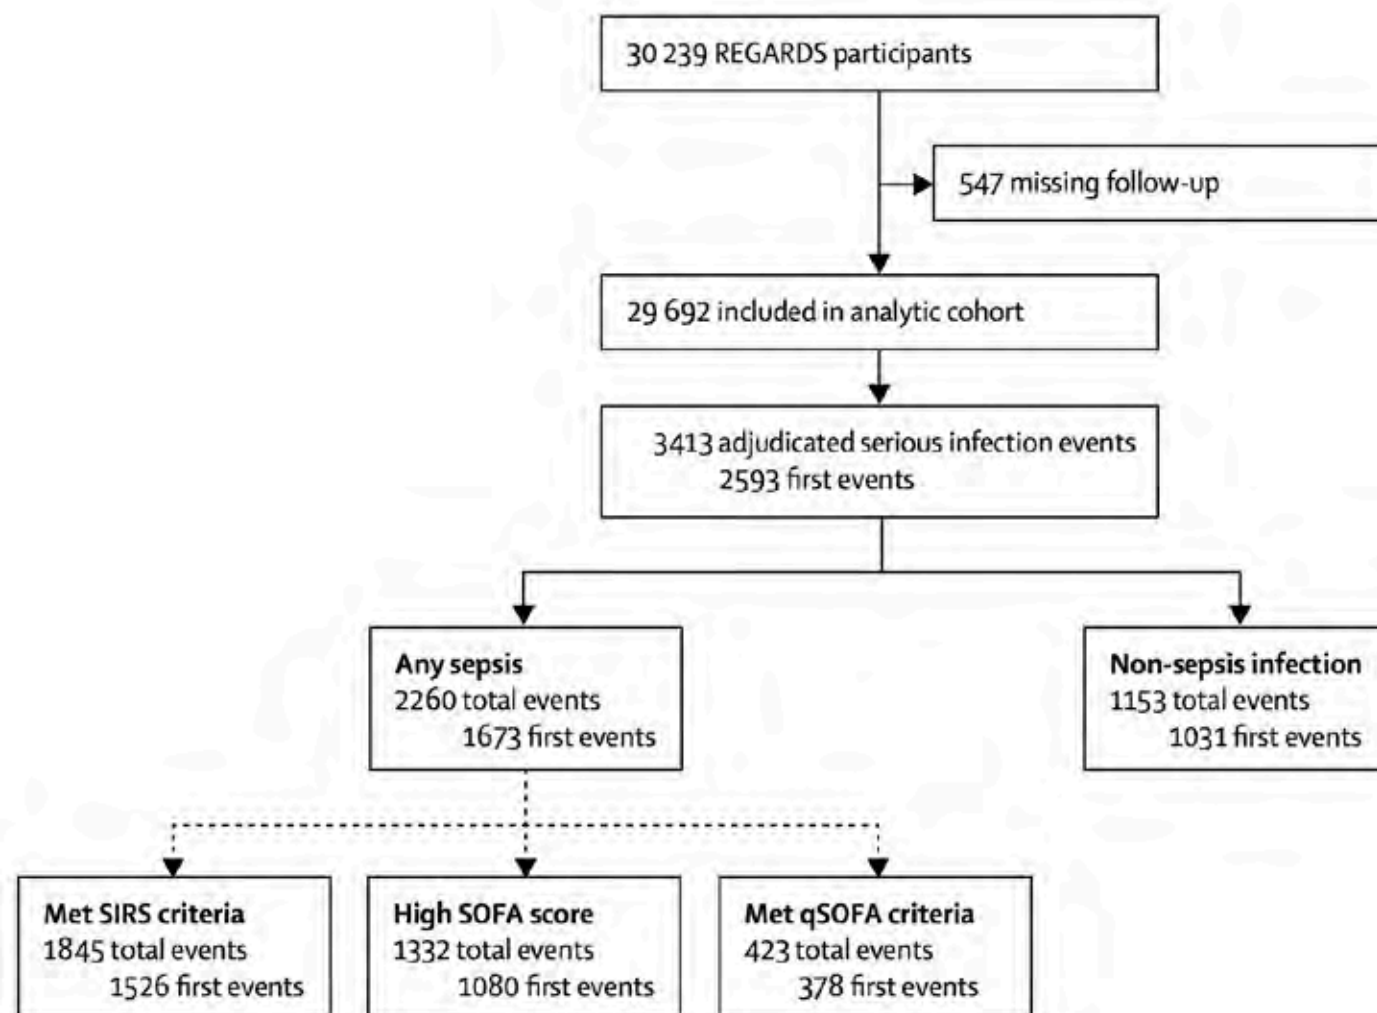 30 239 REGARDS participants
547 missing follow-up
29 692 included in analytic cohort
3413 adjudicated serious infection events
2593 first events
Any sepsis
2260 total events
1673 first events
Non-sepsis infection
1153 total events
1031 first events
Met SIRS criteria
1845 total events
1526 first events
High SOFA score
1332 total events
1080 first events
Met qSOFA criteria
423 total events
378 first events